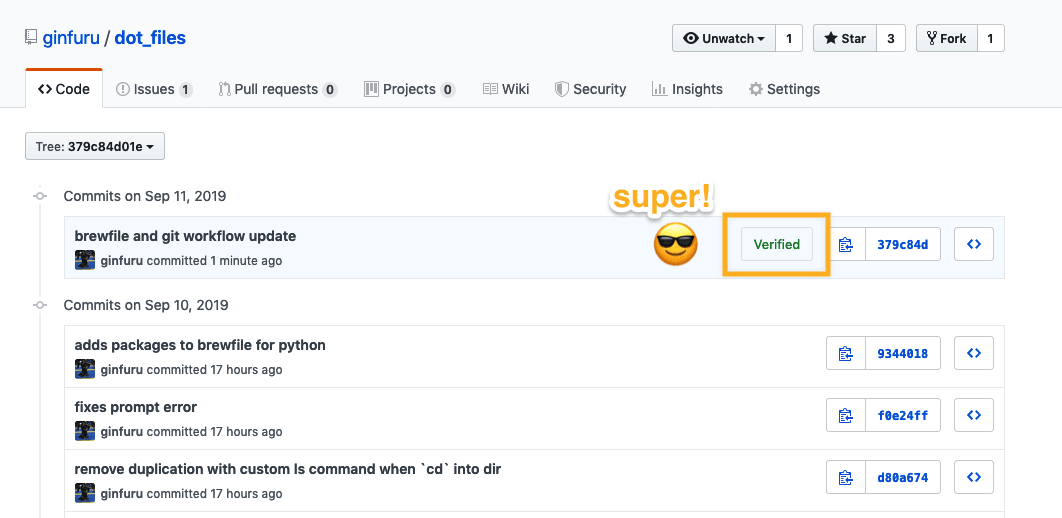 ginfuru / dot_files
Unwatch 1 Star 3 Fork 1
Code Issues 1 Pull requests 0 Projects 0 Wiki Security Insights Settings
Tree: 379c84d01e
Commits on Sep 11, 2019
super!
brewfile and git workflow update
ginfuru committed 1 minute ago
Verified
379c84d
Commits on Sep 10, 2019
adds packages to brewfile for python
ginfuru committed 17 hours ago
9344018
fixes prompt error
ginfuru committed 17 hours ago
f0e24ff
remove duplication with custom ls command when `cd` into dir
ginfuru committed 17 hours ago
d80a674